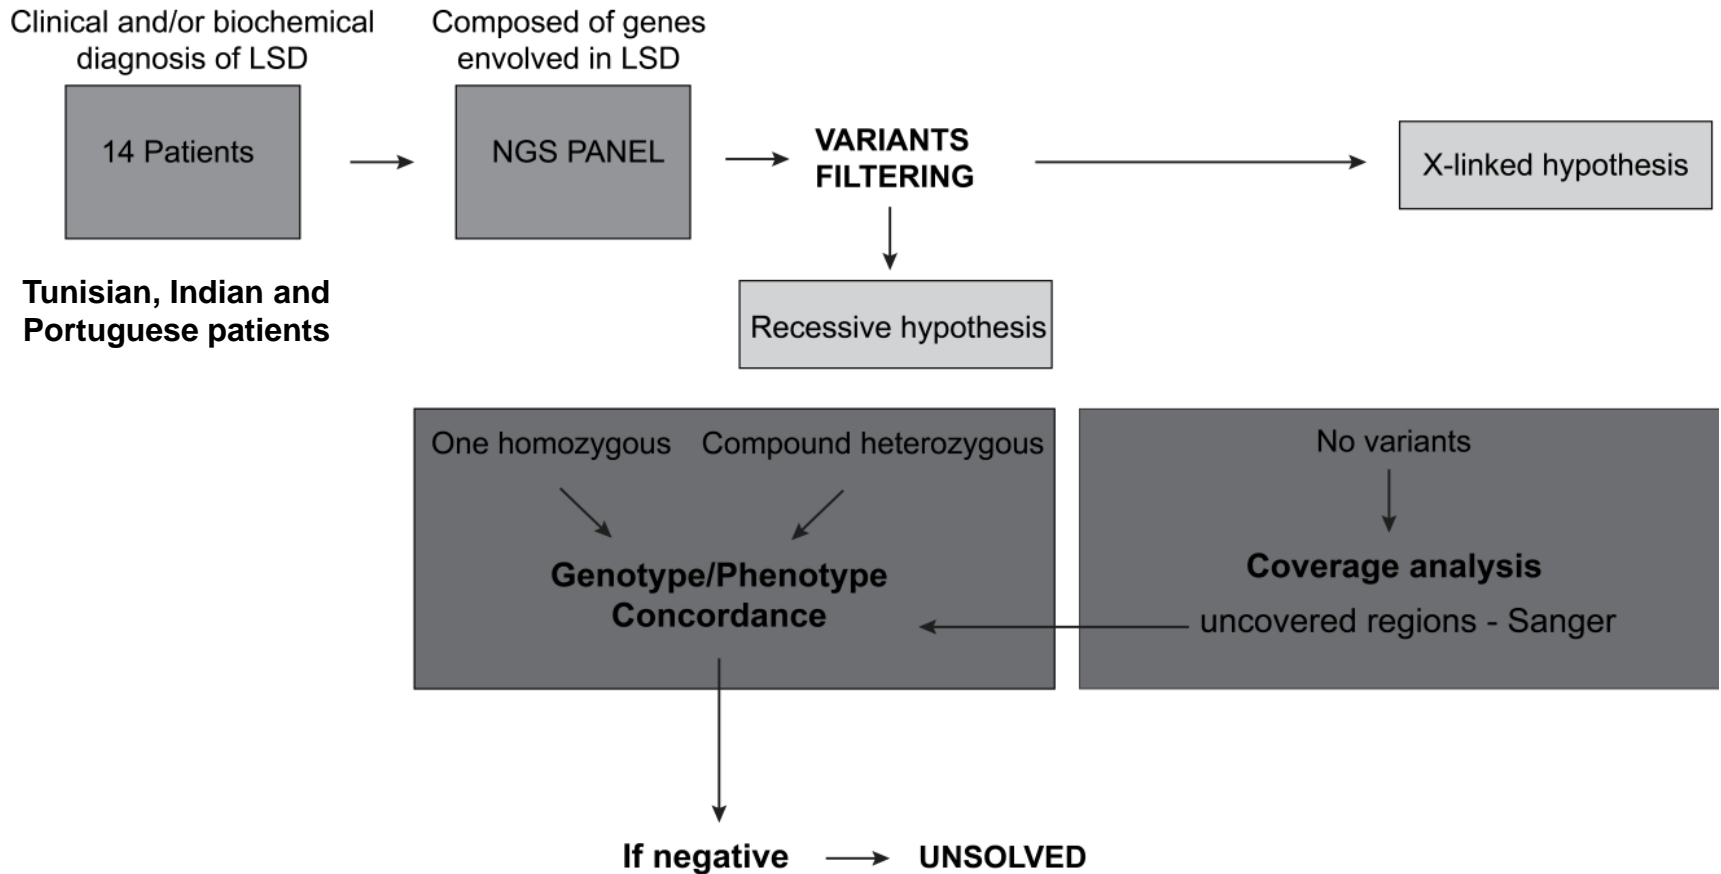 Clinical and/or biochemical
diagnosis of LSD
14 Patients
Tunisian, Indian and
Portuguese patients
Composed of genes
envolved in LSD
NGS PANEL
VARIANTS
FILTERING
X-linked hypothesis
Recessive hypothesis
One homozygous
Compound heterozygous
Genotype/Phenotype
Concordance
No variants
Coverage analysis
uncovered regions - Sanger
If negative
UNSOLVED